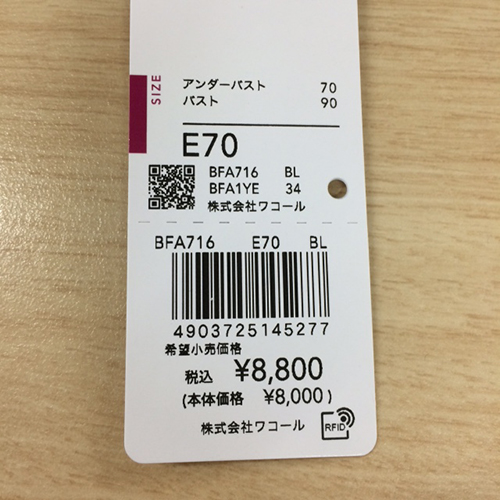 SIZE
アンダーバスト 70
バスト 90
E70
BFA716 BL
BFA1YE 34
株式会社ワコール
BFA716 E70 BL
4903725145277
希望小売価格
税込 ¥8,800
(本体価格 ¥8,000)
株式会社ワコール
RFID